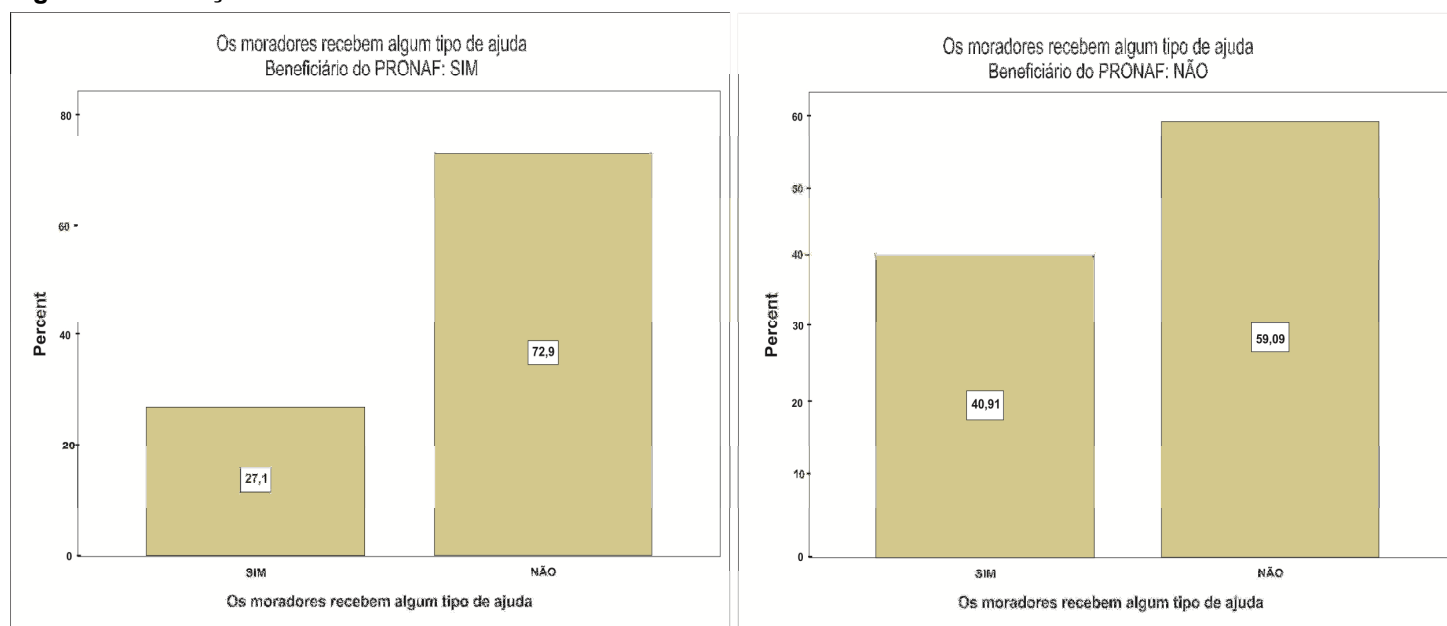 Os moradores recebem algum tipo de ajuda
Beneficiário do PRONAF: SIM
80
60
40
20
0
Percent
27,1
72,9
SIM
NÃO
Os moradores recebem algum tipo de ajuda
Os moradores recebem algum tipo de ajuda
Beneficiário do PRONAF: NÃO
60
50
40
30
20
10
0
Percent
40,91
59,09
SIM
NÃO
Os moradores recebem algum tipo de ajuda